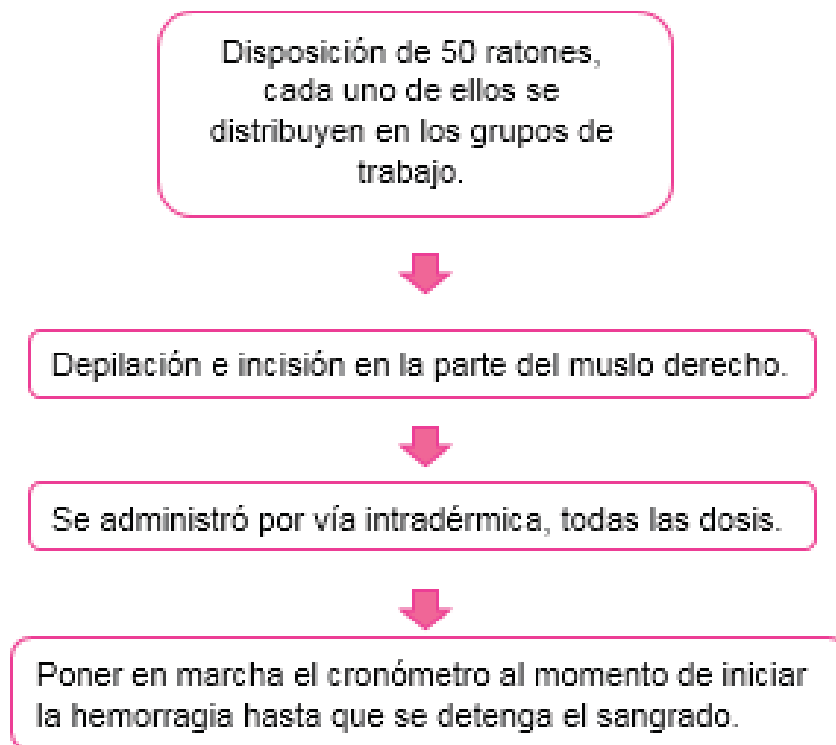 Disposición de 50 ratones,
cada uno de ellos se
distribuyen en los grupos de
trabajo.
Depilación e incisión en la parte del muslo derecho.
Se administró por vía intradérmica, todas las dosis.
Poner en marcha el cronómetro al momento de iniciar
la hemorragia hasta que se detenga el sangrado.